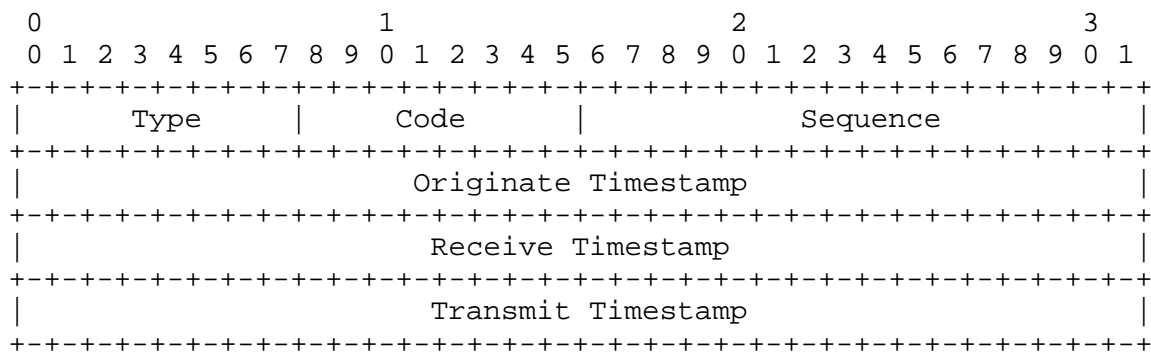 0                   1                   2                   3
 0 1 2 3 4 5 6 7 8 9 0 1 2 3 4 5 6 7 8 9 0 1 2 3 4 5 6 7 8 9 0 1
+-+-+-+-+-+-+-+-+-+-+-+-+-+-+-+-+-+-+-+-+-+-+-+-+-+-+-+-+-+-+-+-+
|      Type     |     Code      |            Sequence           |
+-+-+-+-+-+-+-+-+-+-+-+-+-+-+-+-+-+-+-+-+-+-+-+-+-+-+-+-+-+-+-+-+
|                      Originate Timestamp                      |
+-+-+-+-+-+-+-+-+-+-+-+-+-+-+-+-+-+-+-+-+-+-+-+-+-+-+-+-+-+-+-+-+
|                       Receive Timestamp                       |
+-+-+-+-+-+-+-+-+-+-+-+-+-+-+-+-+-+-+-+-+-+-+-+-+-+-+-+-+-+-+-+-+
|                       Transmit Timestamp                      |
+-+-+-+-+-+-+-+-+-+-+-+-+-+-+-+-+-+-+-+-+-+-+-+-+-+-+-+-+-+-+-+-+